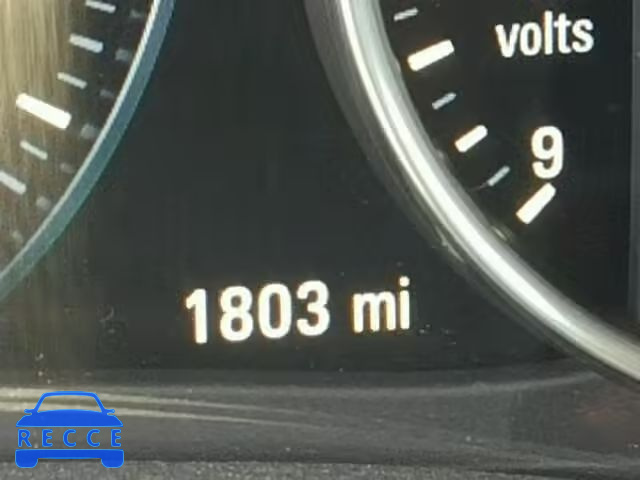 volts
9
1803 mi
RECCE